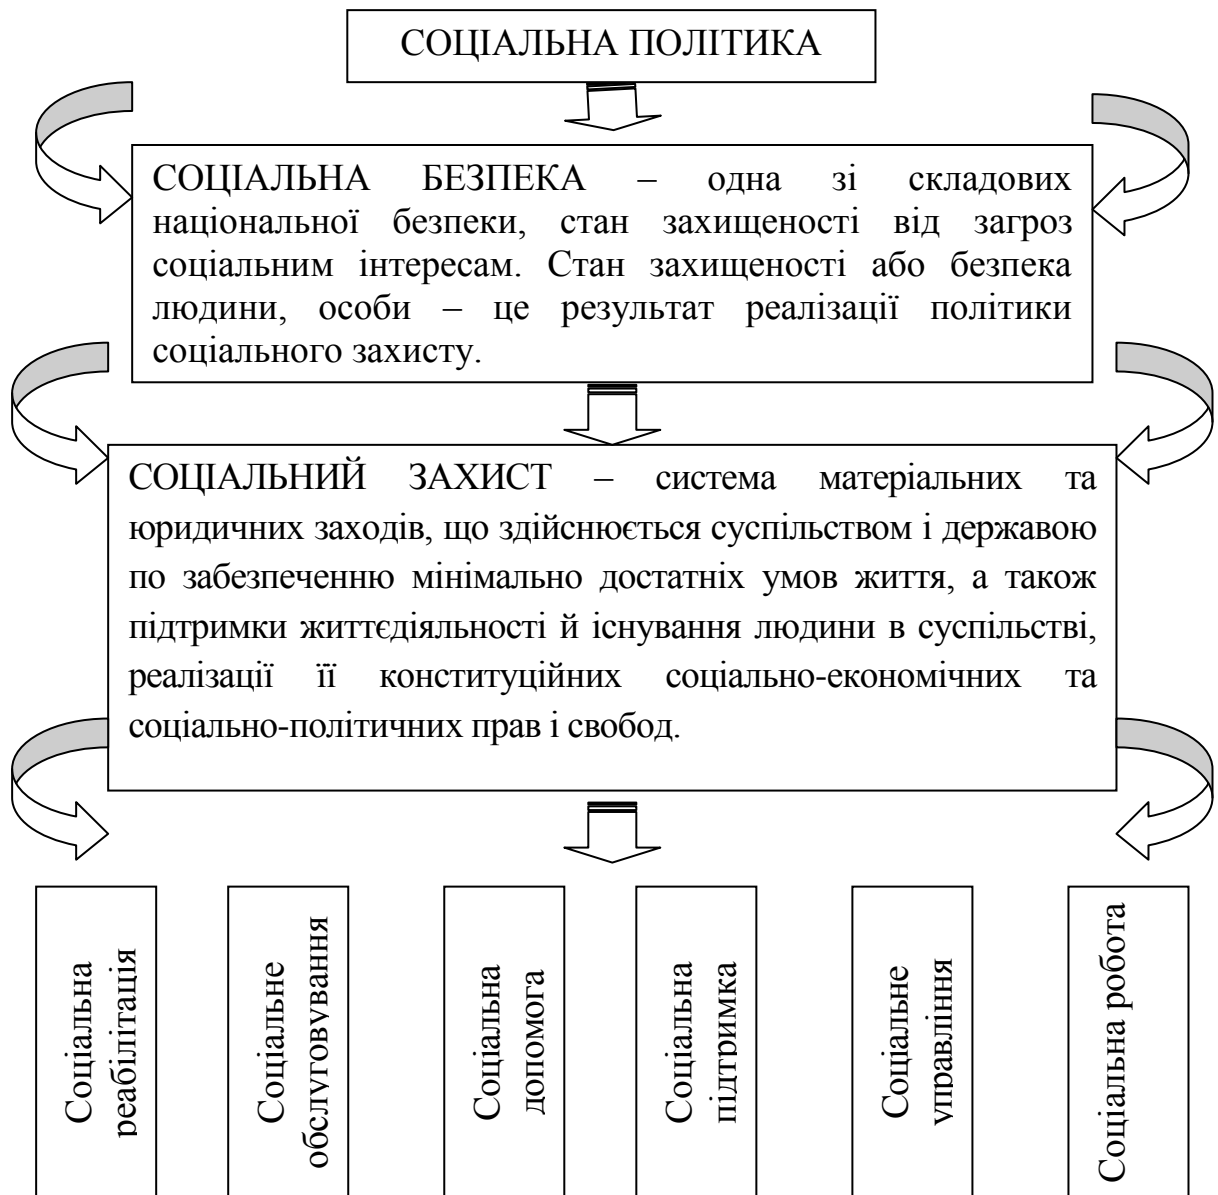 СОЦІАЛЬНА ПОЛІТИКА
СОЦІАЛЬНА БЕЗПЕКА – одна зі складових
національної безпеки, стан захищеності від загроз
соціальним інтересам. Стан захищеності або безпека
людини, особи – це результат реалізації політики
соціального захисту.
СОЦІАЛЬНИЙ ЗАХИСТ – система матеріальних та
юридичних заходів, що здійснюється суспільством і державою
по забезпеченню мінімально достатніх умов життя, а також
підтримки життєдіяльності й існування людини в суспільстві,
реалізації її конституційних соціально-економічних та
соціально-політичних прав і свобод.
Соціальна
реабілітація
Соціальне
обслуговування
Соціальна
допомога
Соціальна
підтримка
Соціальне
управління
Соціальна робота